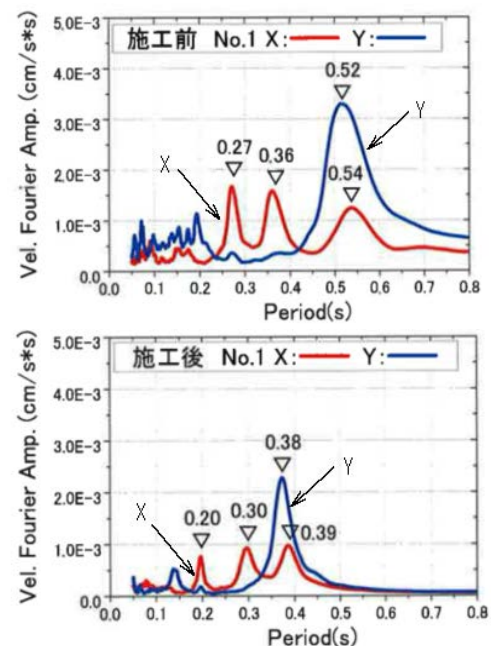 5.0E-3
施工前 No.1 X: Y:
4.0E-3
0.52
3.0E-3
Y
X
0.27
0.36
2.0E-3
0.54
1.0E-3
0.0
0.0 0.1 0.2 0.3 0.4 0.5 0.6 0.7 0.8
Vel. Fourier Amp. (cm/s*s)
Period(s)
5.0E-3
施工後 No.1 X: Y:
4.0E-3
3.0E-3
0.38
Y
2.0E-3
X
0.20
0.30
0.39
1.0E-3
0.0
0.0 0.1 0.2 0.3 0.4 0.5 0.6 0.7 0.8
Vel. Fourier Amp. (cm/s*s)
Period(s)